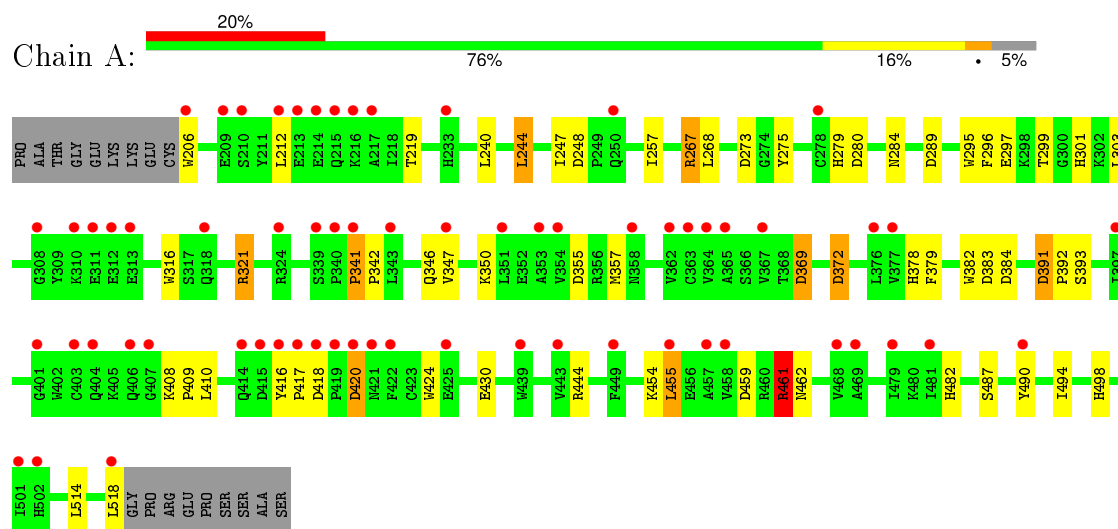 20%
Chain A:
76% 16% • 5%
PRO ALA THR GLY GLU LYS LYS GLU CYS W206 E209 S210 Y211 L212 E213 E214 Q215 K216 A217 I218 T219 H233 L240 L244 I247 D248 P249 Q250 I257 R267 L268 D273 G274 Y275 C278 H279 D280 N284 D289 W295 F296 E297 K298 T299 G300 H301 K302 L303
G308 Y309 K310 E311 E312 E313 W316 S317 Q318 R321 R324 S339 P340 P341 P342 L343 Q346 V347 K350 L351 E352 A353 V354 D355 R356 M357 N358 V362 C363 V364 A365 S366 V367 T368 D369 D372 L376 V377 H378 F379 W382 D383 D384 D391 P392 S393 I397
G401 W402 C403 Q404 K405 Q406 G407 K408 P409 L410 Q414 D415 Y416 P417 D418 P419 D420 N421 F422 C423 W424 E425 E430 W439 V443 R444 F449 K454 L455 E456 A457 V458 D459 R460 R461 N462 V468 A469 I479 K480 I481 H482 S487 Y490 I494 H498
I501 H502 L514 L518 GLY PRO ARG GLU PRO SER SER ALA SER